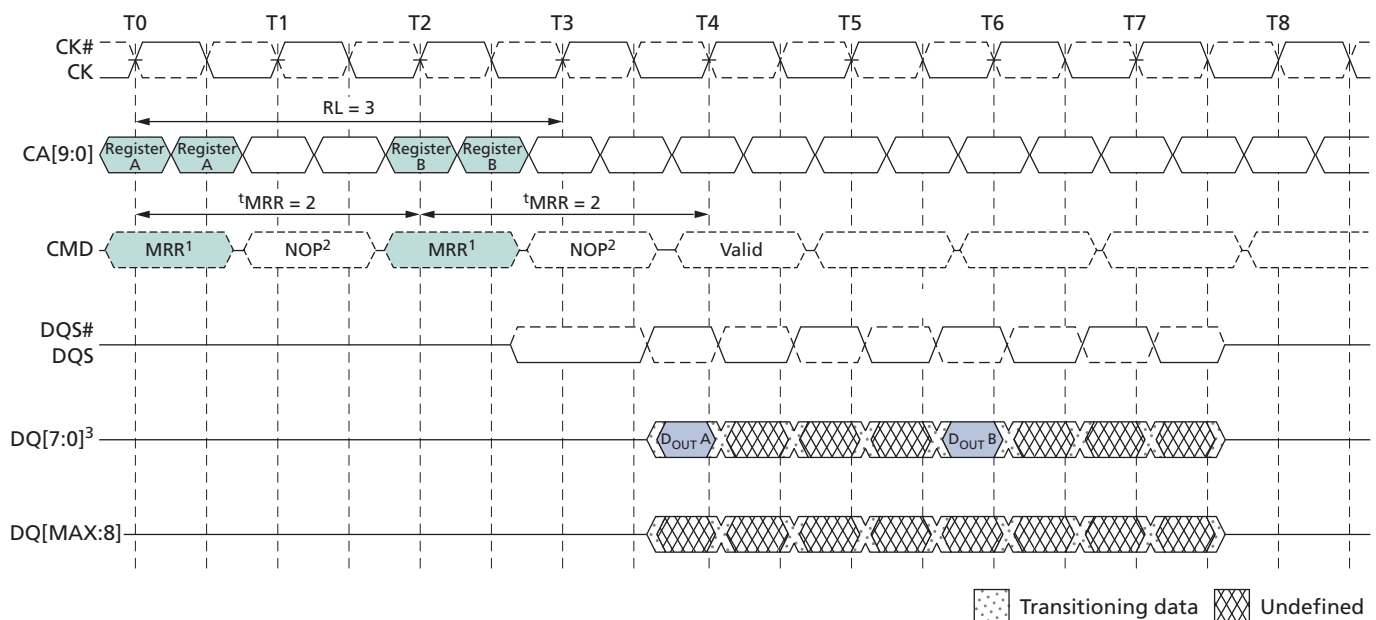 T0 T1 T2 T3 T4 T5 T6 T7 T8
CK#
CK
RL = 3
CA[9:0]
Register A
Register A
Register B
Register B
tMRR = 2
tMRR = 2
CMD
MRR1
NOP2
MRR1
NOP2
Valid
DQS#
DQS
DQ[7:0]3
DOUT A
DOUT B
DQ[MAX:8]
Transitioning data
Undefined